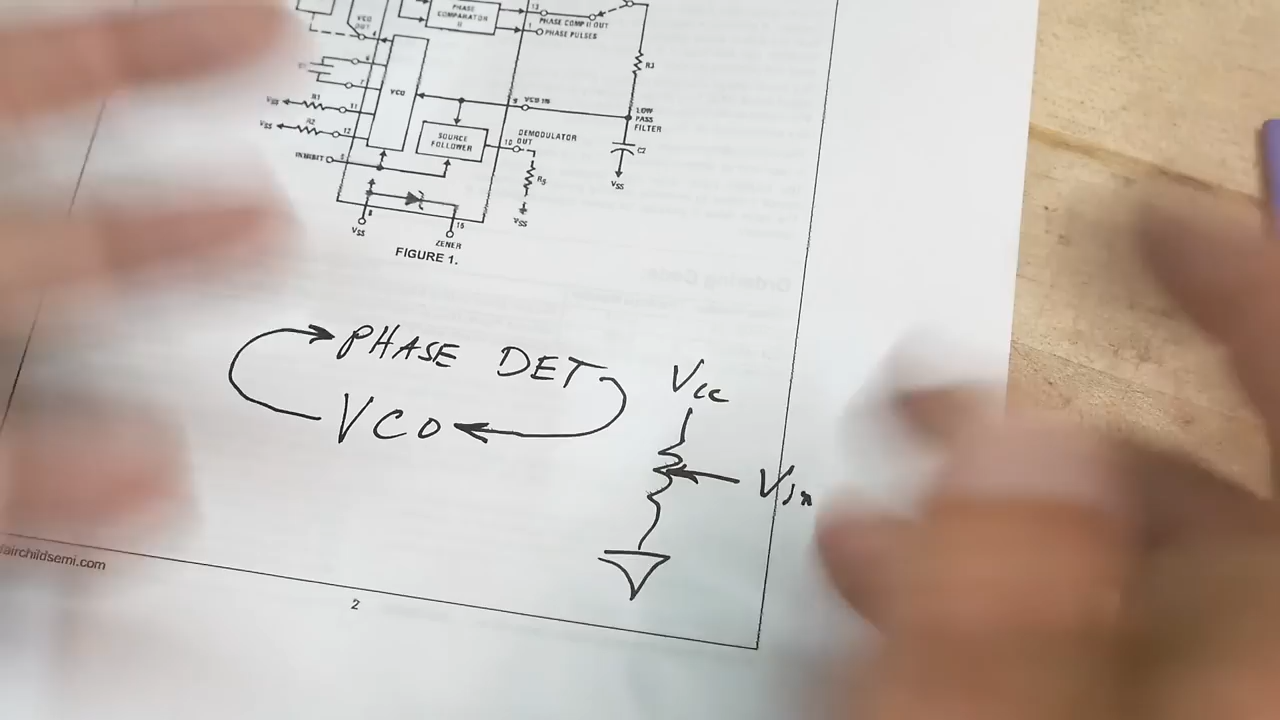 VCO
OUT
PHASE
COMPARATOR
II
13
PHASE COMP II OUT
1
PHASE PULSES
4
R3
6
VCO
7
9
VCO IN
LOW
PASS
FILTER
VSS
R1
11
VSS
R2
12
SOURCE
FOLLOWER
10
DEMODULATOR
OUT
C2
INHIBIT
5
R5
VSS
VSS
8
15
VSS
ZENER
FIGURE 1.
PHASE DET
VCO
Vcc
Vin
fairchildsemi.com
2